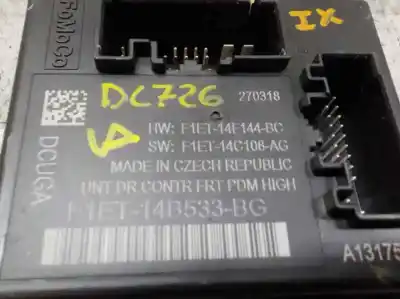 FoMoCo
IX
DC726
270318
HW: F1ET-14F144-BC
SW: F1ET-14C108-AG
DCUGA
MADE IN CZECH REPUBLIC
UNT DR CONTR FRT PDM HIGH
F1ET-14B533-BG
A13175